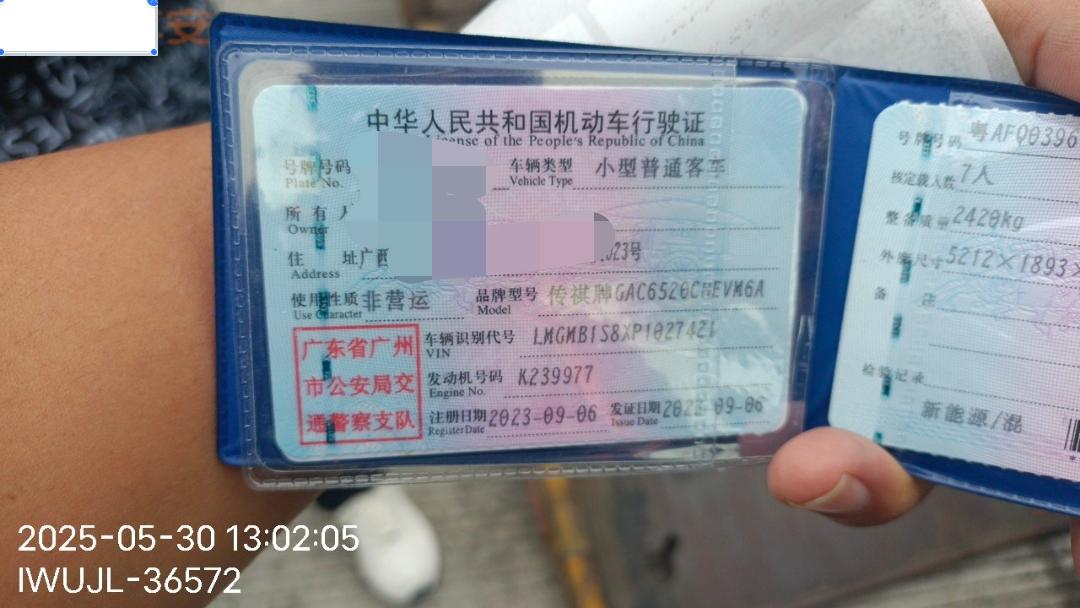 安
中华人民共和国机动车行驶证
License of the People's Republic of China
号牌号码
Plate No.
车辆类型 小型普通客车
Vehicle Type
所有人
Owner
住 址 广西
023号
Address
使用性质 非营运
Use Character
品牌型号 传祺牌GAC6520CHEVM6A
Model
广东省广州
市公安局交
通警察支队
车辆识别代号 LMGMB1S8XP1027421
VIN
发动机号码 K239977
Engine No.
注册日期 2023-09-06
Register Date
发证日期 2023-09-06
Issue Date
号牌号码 粤AFQ0396
核定载人数 7人
整备质量 2420kg
外廓尺寸 5212×1893×
备 注
检验记录
新能源/混
2025-05-30 13:02:05
IWUJL-36572